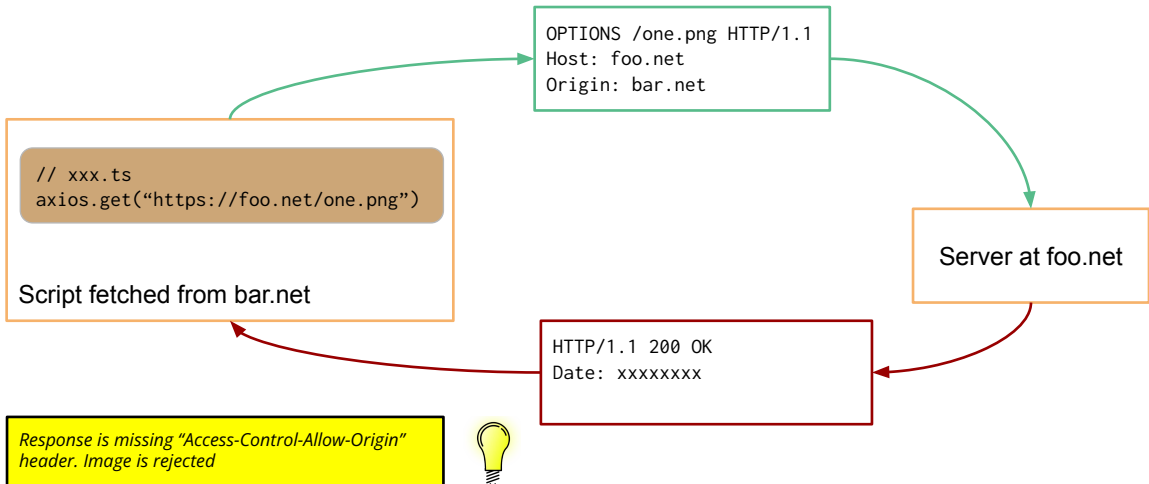 OPTIONS /one.png HTTP/1.1
Host: foo.net
Origin: bar.net
// xxx.ts
axios.get(“https://foo.net/one.png”)
Script fetched from bar.net
Server at foo.net
HTTP/1.1 200 OK
Date: xxxxxxxx
Response is missing “Access-Control-Allow-Origin”
header. Image is rejected